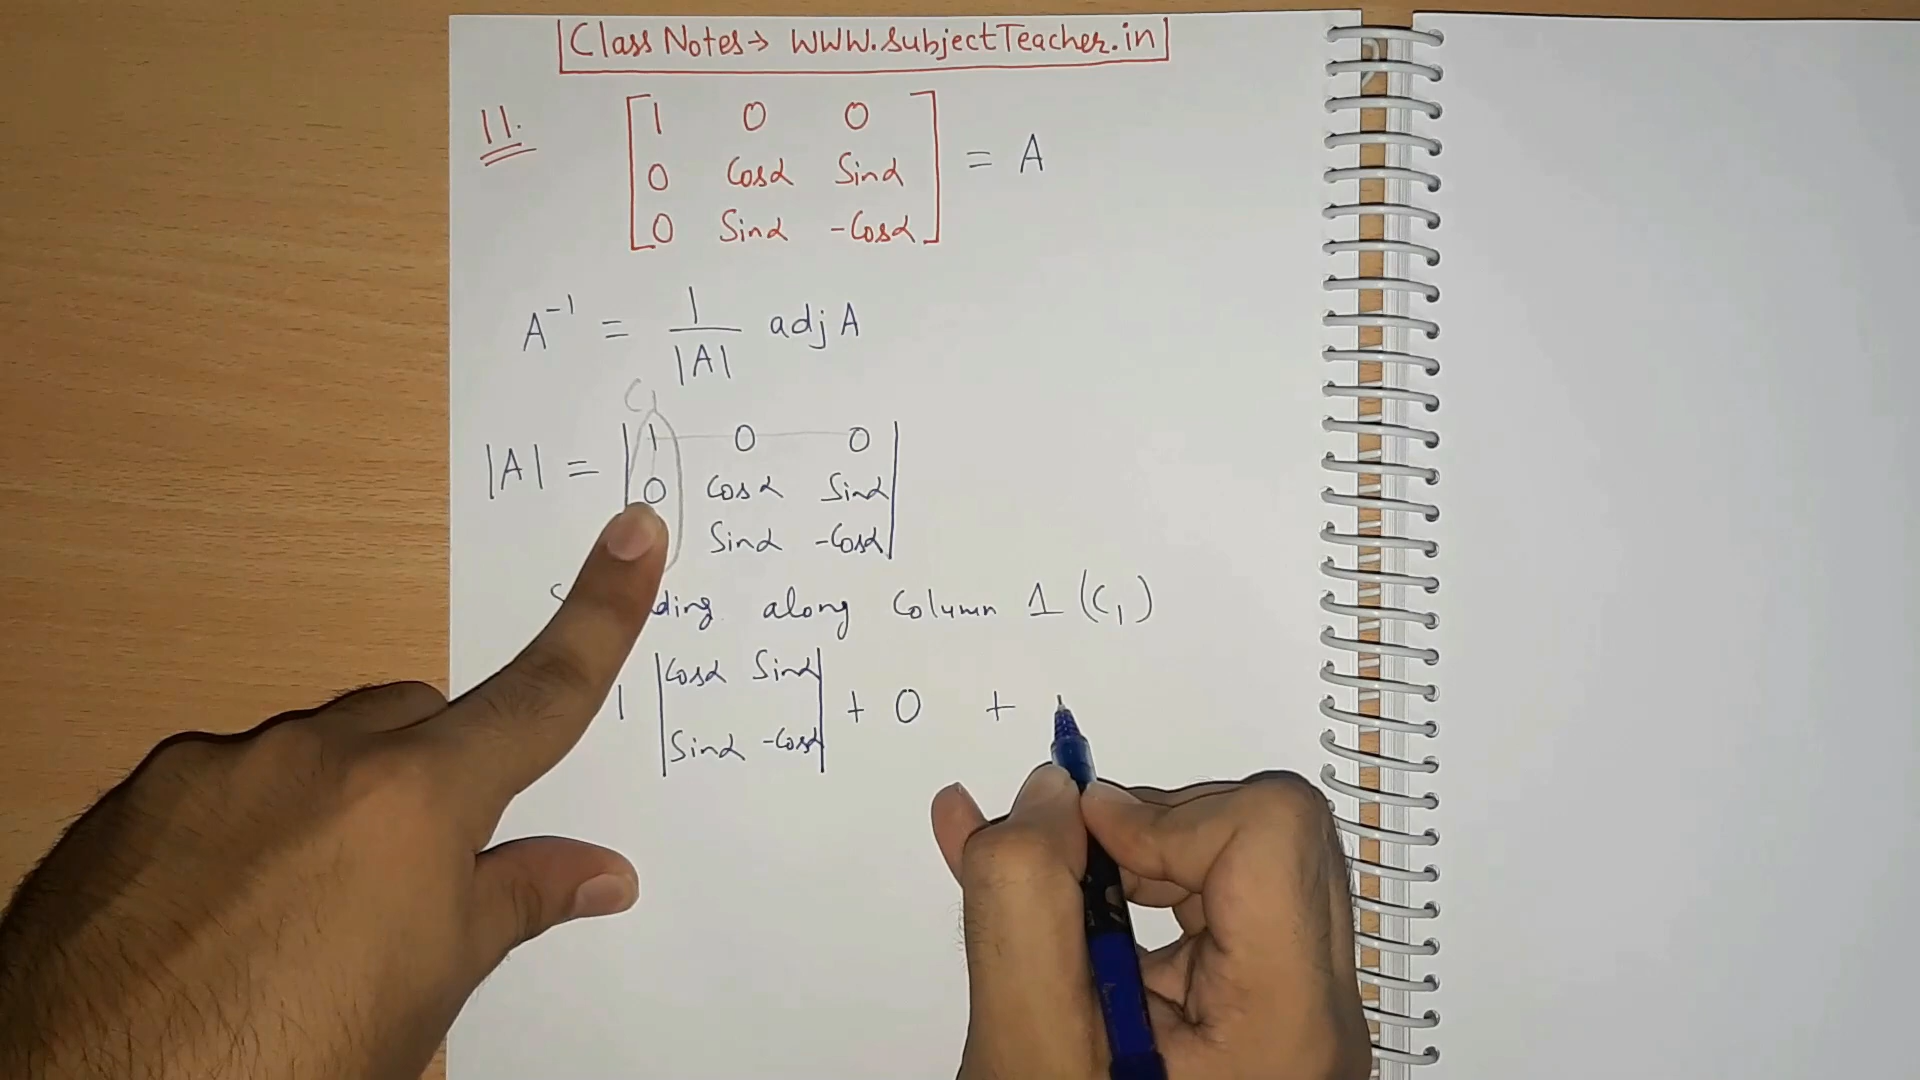 Class Notes→ WWW.SubjectTeacher.in
11. [1 0 0
0 Cosα Sinα = A
0 Sinα -Cosα]
A⁻¹ = 1/|A| adj A
C₁
|A| = |1 0 0
0 Cosα Sinα
Sinα -Cosα|
along Column 1 (C₁)
1 |Cosα Sinα
Sinα -Cosα| + 0 +